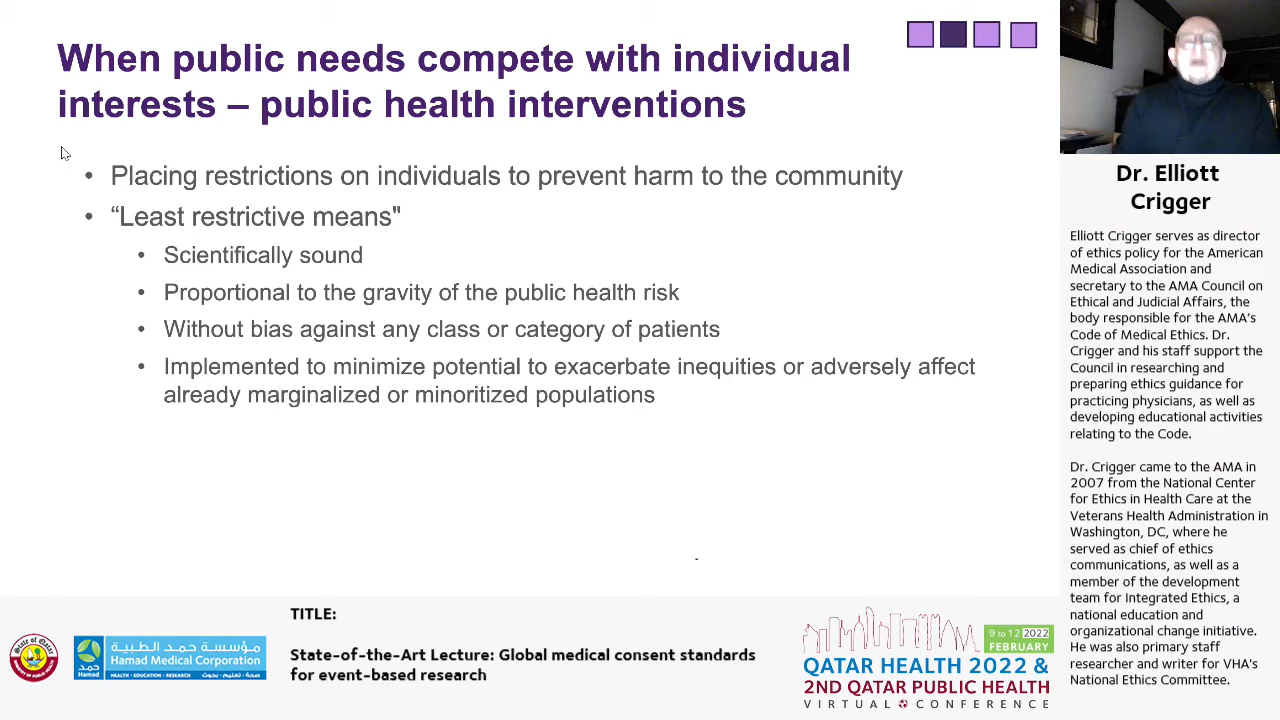 When public needs compete with individual
interests – public health interventions
• Placing restrictions on individuals to prevent harm to the community
• “Least restrictive means"
• Scientifically sound
• Proportional to the gravity of the public health risk
• Without bias against any class or category of patients
• Implemented to minimize potential to exacerbate inequities or adversely affect
already marginalized or minoritized populations
Dr. Elliott
Crigger
Elliott Crigger serves as director
of ethics policy for the American
Medical Association and
secretary to the AMA Council on
Ethical and Judicial Affairs, the
body responsible for the AMA’s
Code of Medical Ethics. Dr.
Crigger and his staff support the
Council in researching and
preparing ethics guidance for
practicing physicians, as well as
developing educational activities
relating to the Code.
Dr. Crigger came to the AMA in
2007 from the National Center
for Ethics in Health Care at the
Veterans Health Administration in
Washington, DC, where he
served as chief of ethics
communications, as well as a
member of the development
team for Integrated Ethics, a
national education and
organizational change initiative.
He was also primary staff
researcher and writer for VHA's
National Ethics Committee.
State of Qatar
حمد
Hamad
مؤسسة حمد الطبية
Hamad Medical Corporation
HEALTH • EDUCATION • RESEARCH صحة • تعليم • بحوث
TITLE:
State-of-the-Art Lecture: Global medical consent standards
for event-based research
9 to 12 2022
FEBRUARY
QATAR HEALTH 2022 &
2ND QATAR PUBLIC HEALTH
VIRTUAL CONFERENCE